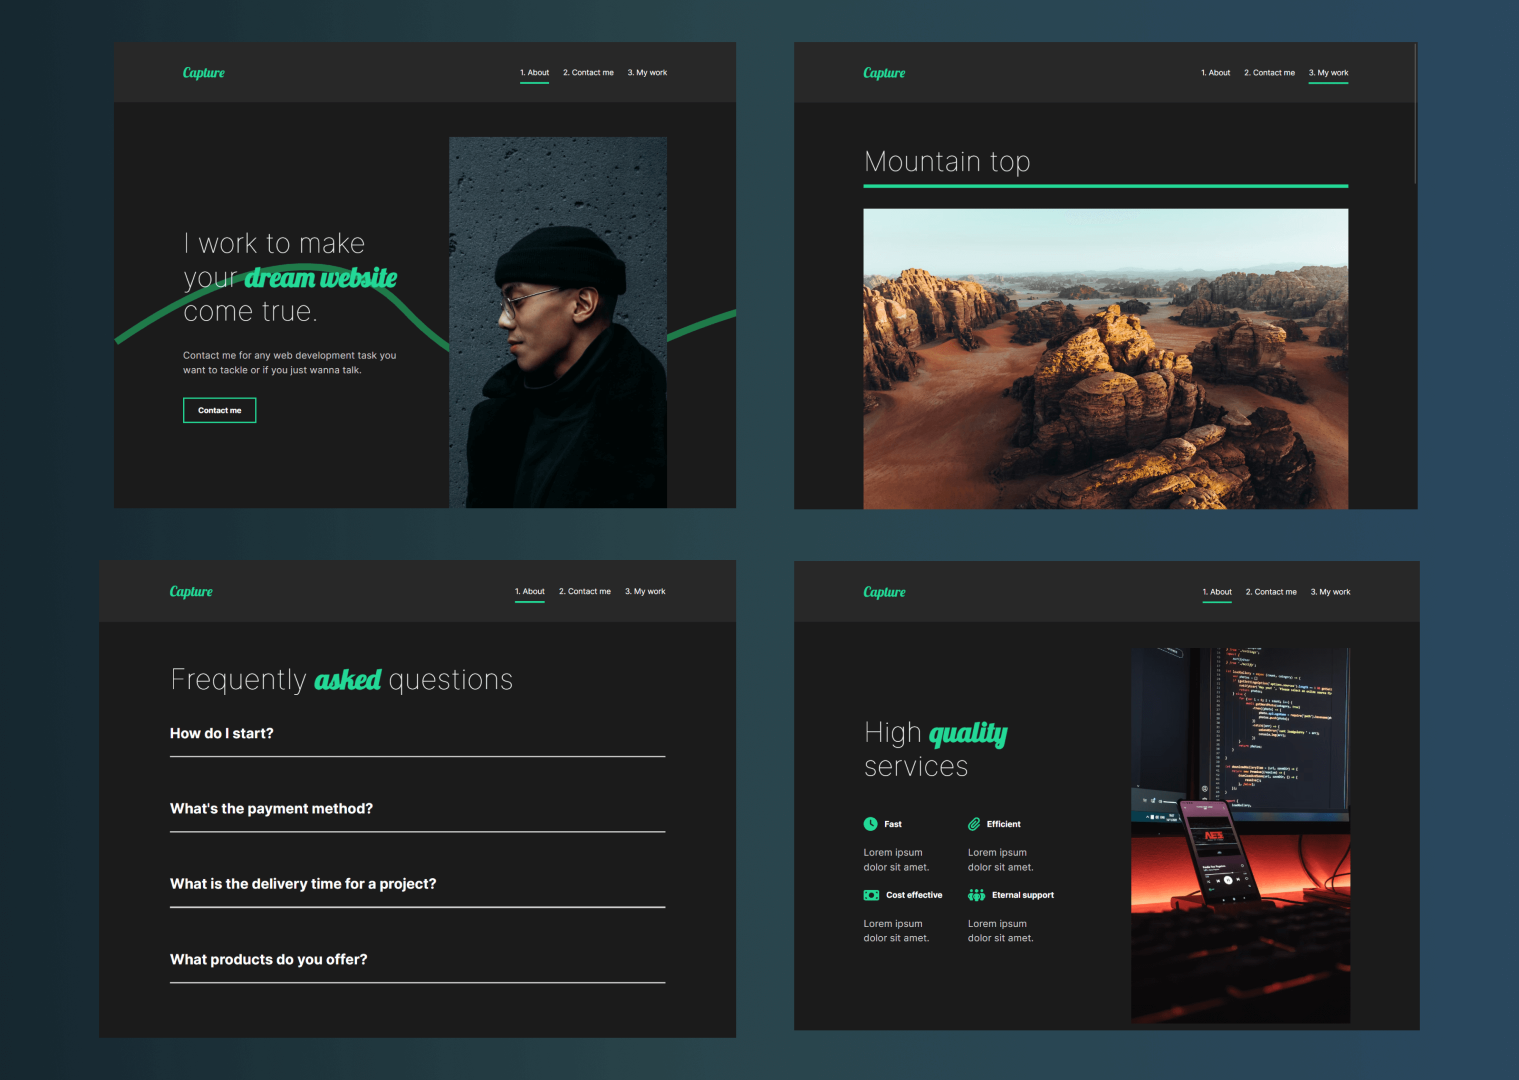 Capture
1. About 2. Contact me 3. My work
I work to make
your dream website
come true.
Contact me for any web development task you
want to tackle or if you just wanna talk.
Contact me
Capture
1. About 2. Contact me 3. My work
Mountain top
Capture
1. About 2. Contact me 3. My work
Frequently asked questions
How do I start?
What's the payment method?
What is the delivery time for a project?
What products do you offer?
Capture
1. About 2. Contact me 3. My work
High quality
services
Fast
Lorem ipsum
dolor sit amet.
Efficient
Lorem ipsum
dolor sit amet.
Cost effective
Lorem ipsum
dolor sit amet.
Eternal support
Lorem ipsum
dolor sit amet.